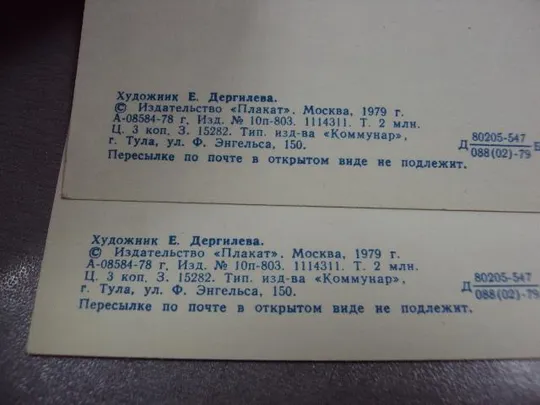 Художник Е. Дергилева.
© Издательство «Плакат». Москва, 1979 г.
А-08584-78 г. Изд. № 10п-803. 1114311. Т. 2 млн.
Ц. 3 коп. З. 15282. Тип. изд-ва «Коммунар»,
г. Тула, ул. Ф. Энгельса, 150.
Пересылке по почте в открытом виде не подлежит.
Д 80205-547
088(02)-79 Б
Художник Е. Дергилева.
© Издательство «Плакат». Москва, 1979 г.
А-08584-78 г. Изд. № 10п-803. 1114311. Т. 2 млн.
Ц. 3 коп. З. 15282. Тип. изд-ва «Коммунар»,
г. Тула, ул. Ф. Энгельса, 150.
Пересылке по почте в открытом виде не подлежит.
Д 80205-547
088(02)-79